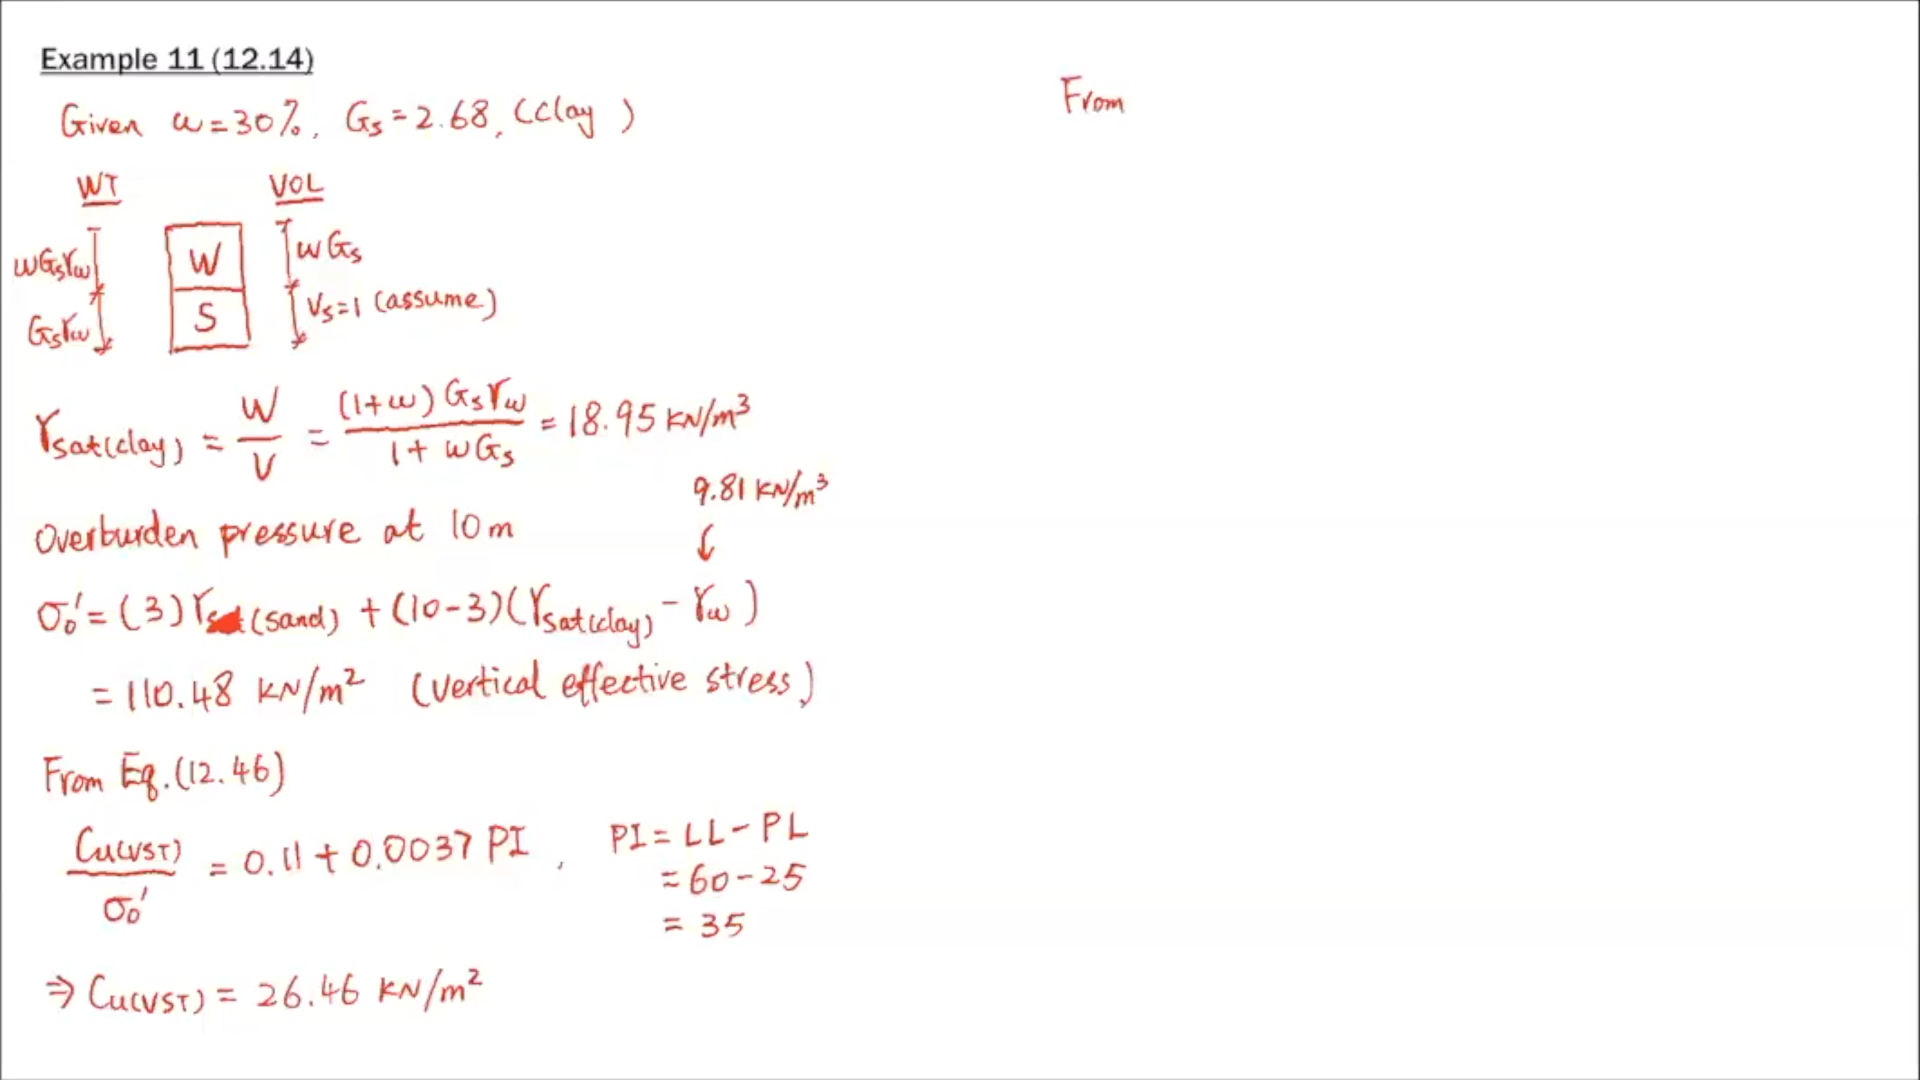 Example 11 (12.14)
Given w=30%, Gs=2.68, (clay)
WT VOL
wGsγw W wGs
Gsγw S Vs=1 (assume)
γsat(clay) = W/V = (1+w)Gsγw / 1+wGs = 18.95 kN/m³
9.81 kN/m³
↓
Overburden pressure at 10m
σo' = (3)γ(sand) + (10-3)(γsat(clay) - γw)
= 110.48 kN/m² (vertical effective stress)
From Eq.(12.46)
Cu(VST)/σo' = 0.11 + 0.0037 PI, PI = LL - PL
= 60-25
= 35
⇒ Cu(VST) = 26.46 kN/m²
From